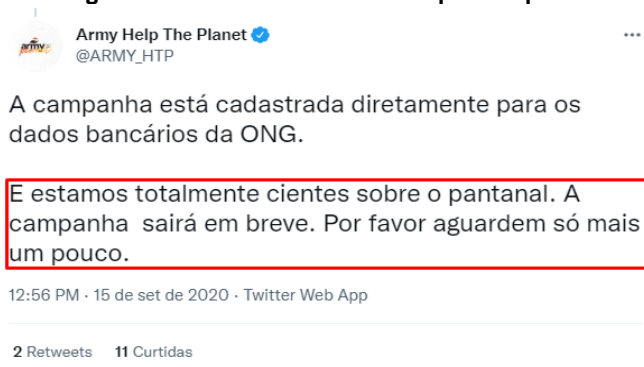 Army Help The Planet
@ARMY_HTP
A campanha está cadastrada diretamente para os
dados bancários da ONG.
E estamos totalmente cientes sobre o pantanal. A
campanha sairá em breve. Por favor aguardem só mais
um pouco.
12:56 PM · 15 de set de 2020 · Twitter Web App
2 Retweets 11 Curtidas